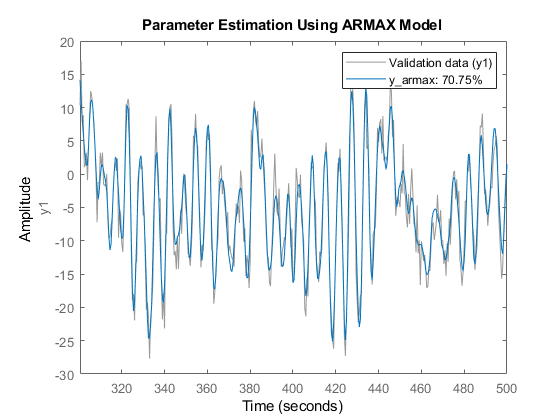 Parameter Estimation Using ARMAX Model
Validation data (y1)
y_armax: 70.75%
20
15
10
5
0
-5
-10
-15
-20
-25
-30
Amplitude
y1
320 340 360 380 400 420 440 460 480 500
Time (seconds)